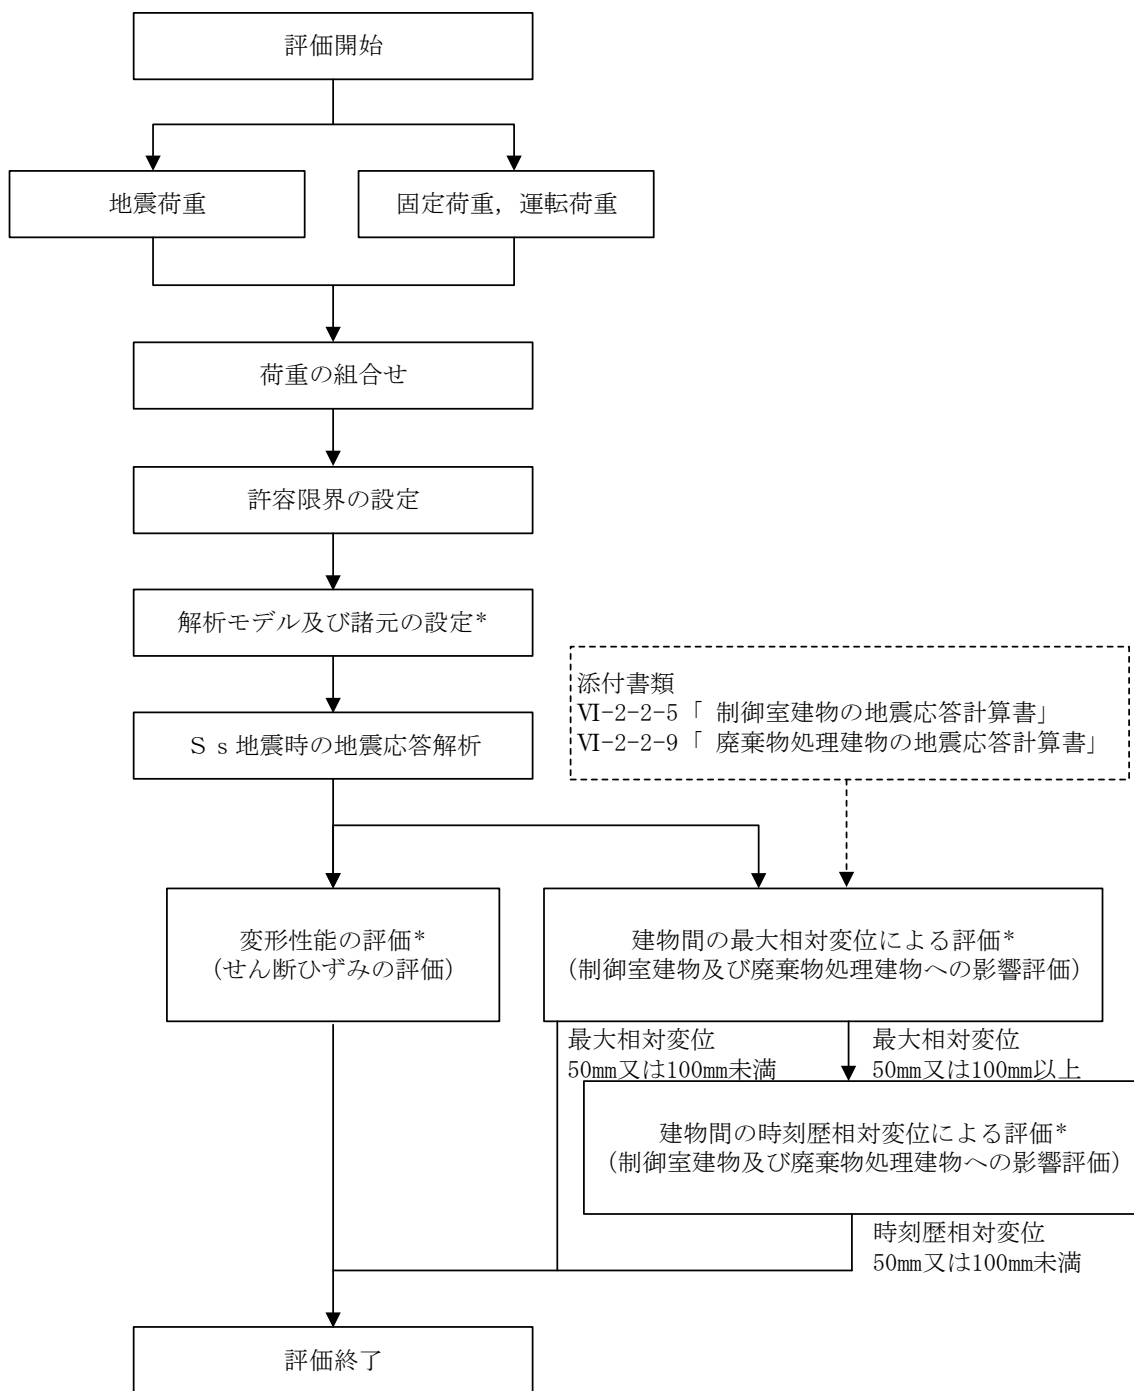 評価開始
地震荷重
固定荷重，運転荷重
荷重の組合せ
許容限界の設定
解析モデル及び諸元の設定*
Ｓｓ地震時の地震応答解析
添付書類
Ⅵ-2-2-5「 制御室建物の地震応答計算書」
Ⅵ-2-2-9「 廃棄物処理建物の地震応答計算書」
変形性能の評価*
(せん断ひずみの評価)
建物間の最大相対変位による評価*
(制御室建物及び廃棄物処理建物への影響評価)
最大相対変位
50㎜又は100㎜未満
最大相対変位
50㎜又は100㎜以上
建物間の時刻歴相対変位による評価*
(制御室建物及び廃棄物処理建物への影響評価)
時刻歴相対変位
50㎜又は100㎜未満
評価終了